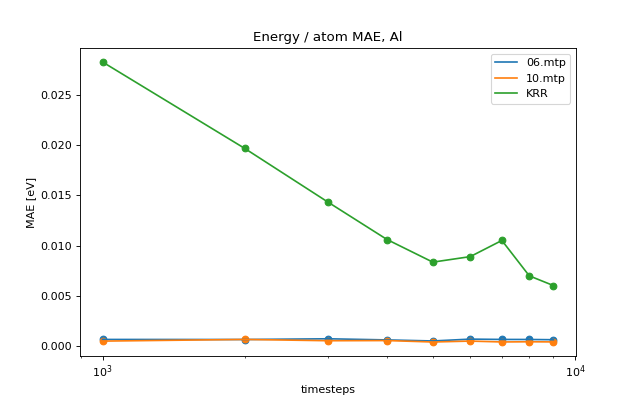 Energy / atom MAE, Al
06.mtp
10.mtp
KRR
MAE [eV]
0.025
0.020
0.015
0.010
0.005
0.000
10³
10⁴
timesteps